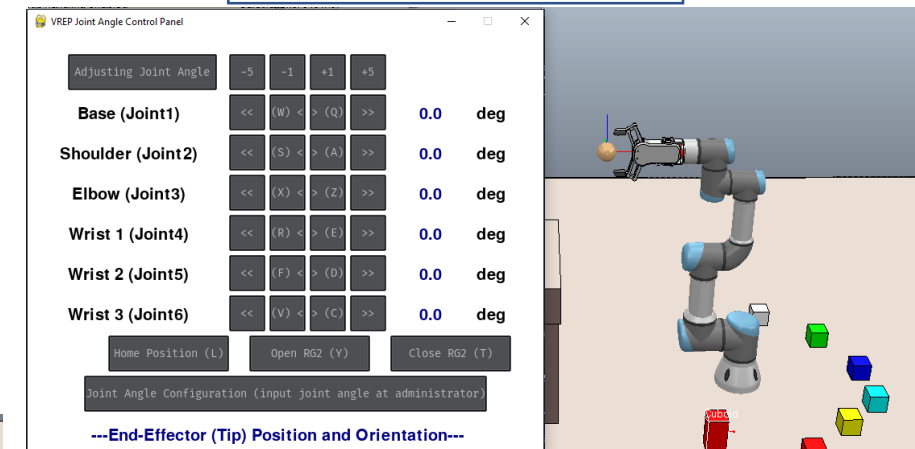 VREP Joint Angle Control Panel
Adjusting Joint Angle -5 -1 +1 +5
Base (Joint1) << (W) < > (Q) >> 0.0 deg
Shoulder (Joint2) << (S) < > (A) >> 0.0 deg
Elbow (Joint3) << (X) < > (Z) >> 0.0 deg
Wrist 1 (Joint4) << (R) < > (E) >> 0.0 deg
Wrist 2 (Joint5) << (F) < > (D) >> 0.0 deg
Wrist 3 (Joint6) << (V) < > (C) >> 0.0 deg
Home Position (L) Open RG2 (Y) Close RG2 (T)
Joint Angle Configuration (input joint angle at administrator)
Cuboid
---End-Effector (Tip) Position and Orientation---